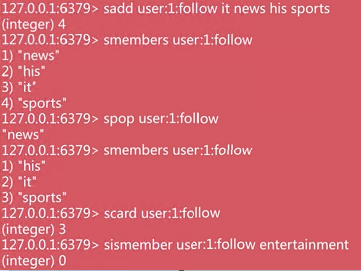 127.0.0.1:6379> sadd user:1:follow it news his sports
(integer) 4
127.0.0.1:6379> smembers user:1:follow
1) "news"
2) "his"
3) "it"
4) "sports"
127.0.0.1:6379> spop user:1:follow
"news"
127.0.0.1:6379> smembers user:1:follow
1) "his"
2) "it"
3) "sports"
127.0.0.1:6379> scard user:1:follow
(integer) 3
127.0.0.1:6379> sismember user:1:follow entertainment
(integer) 0